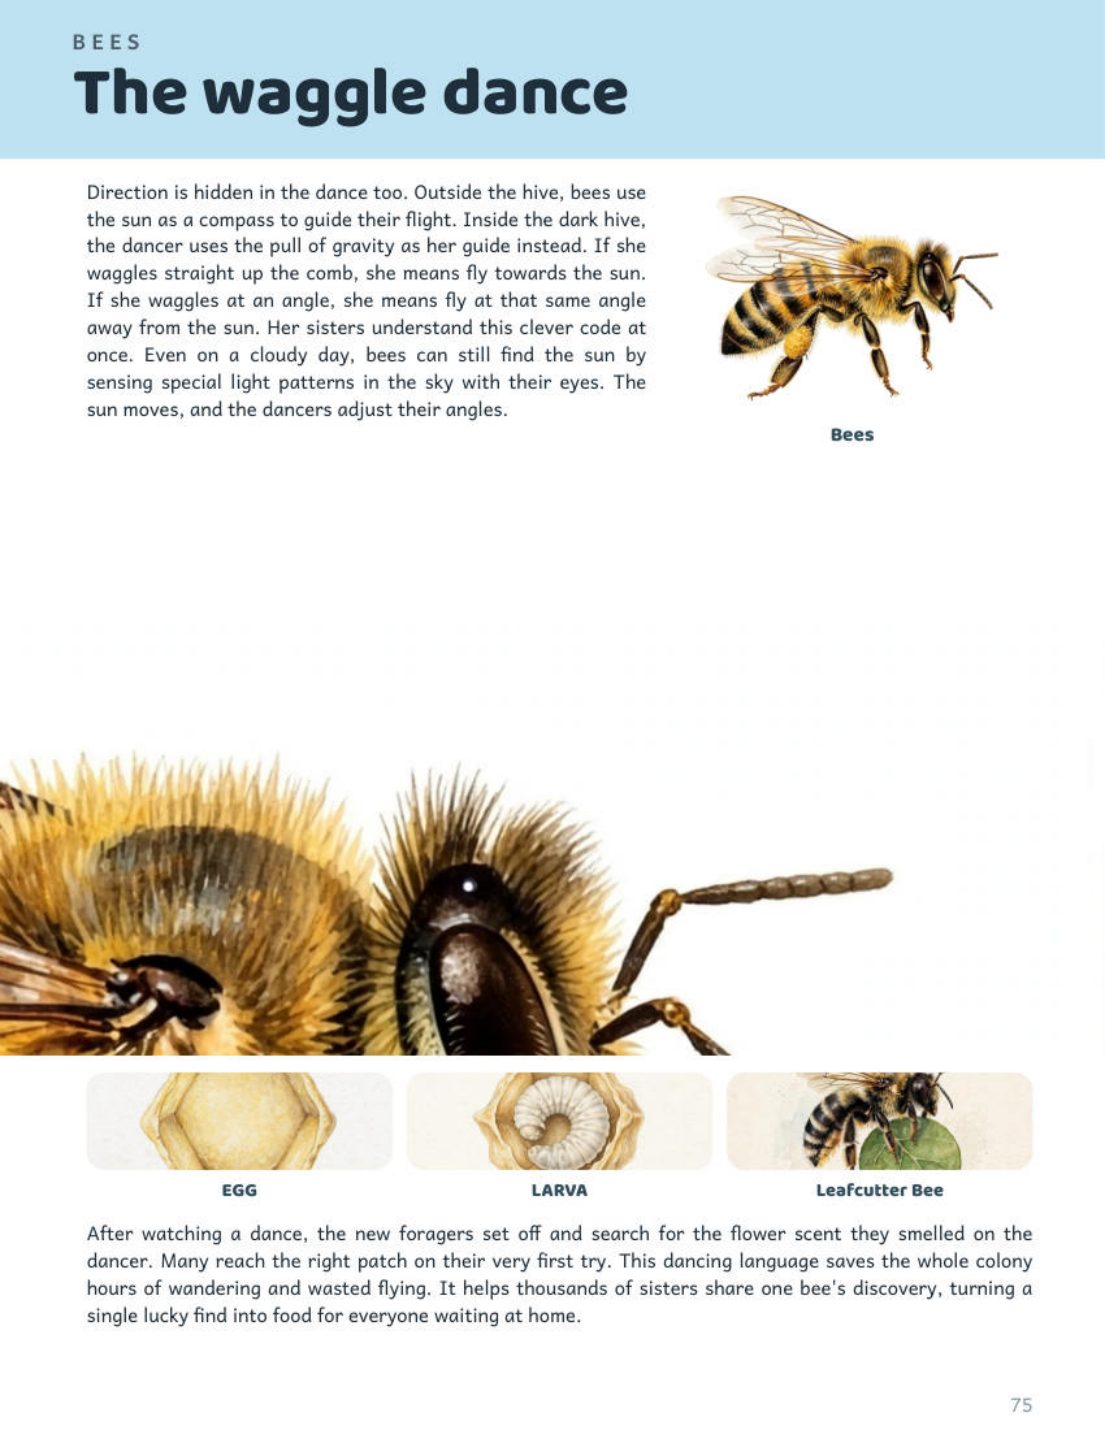 BEES
The waggle dance
Direction is hidden in the dance too. Outside the hive, bees use
the sun as a compass to guide their flight. Inside the dark hive,
the dancer uses the pull of gravity as her guide instead. If she
waggles straight up the comb, she means fly towards the sun.
If she waggles at an angle, she means fly at that same angle
away from the sun. Her sisters understand this clever code at
once. Even on a cloudy day, bees can still find the sun by
sensing special light patterns in the sky with their eyes. The
sun moves, and the dancers adjust their angles.
Bees
EGG
LARVA
Leafcutter Bee
After watching a dance, the new foragers set off and search for the flower scent they smelled on the
dancer. Many reach the right patch on their very first try. This dancing language saves the whole colony
hours of wandering and wasted flying. It helps thousands of sisters share one bee's discovery, turning a
single lucky find into food for everyone waiting at home.
75